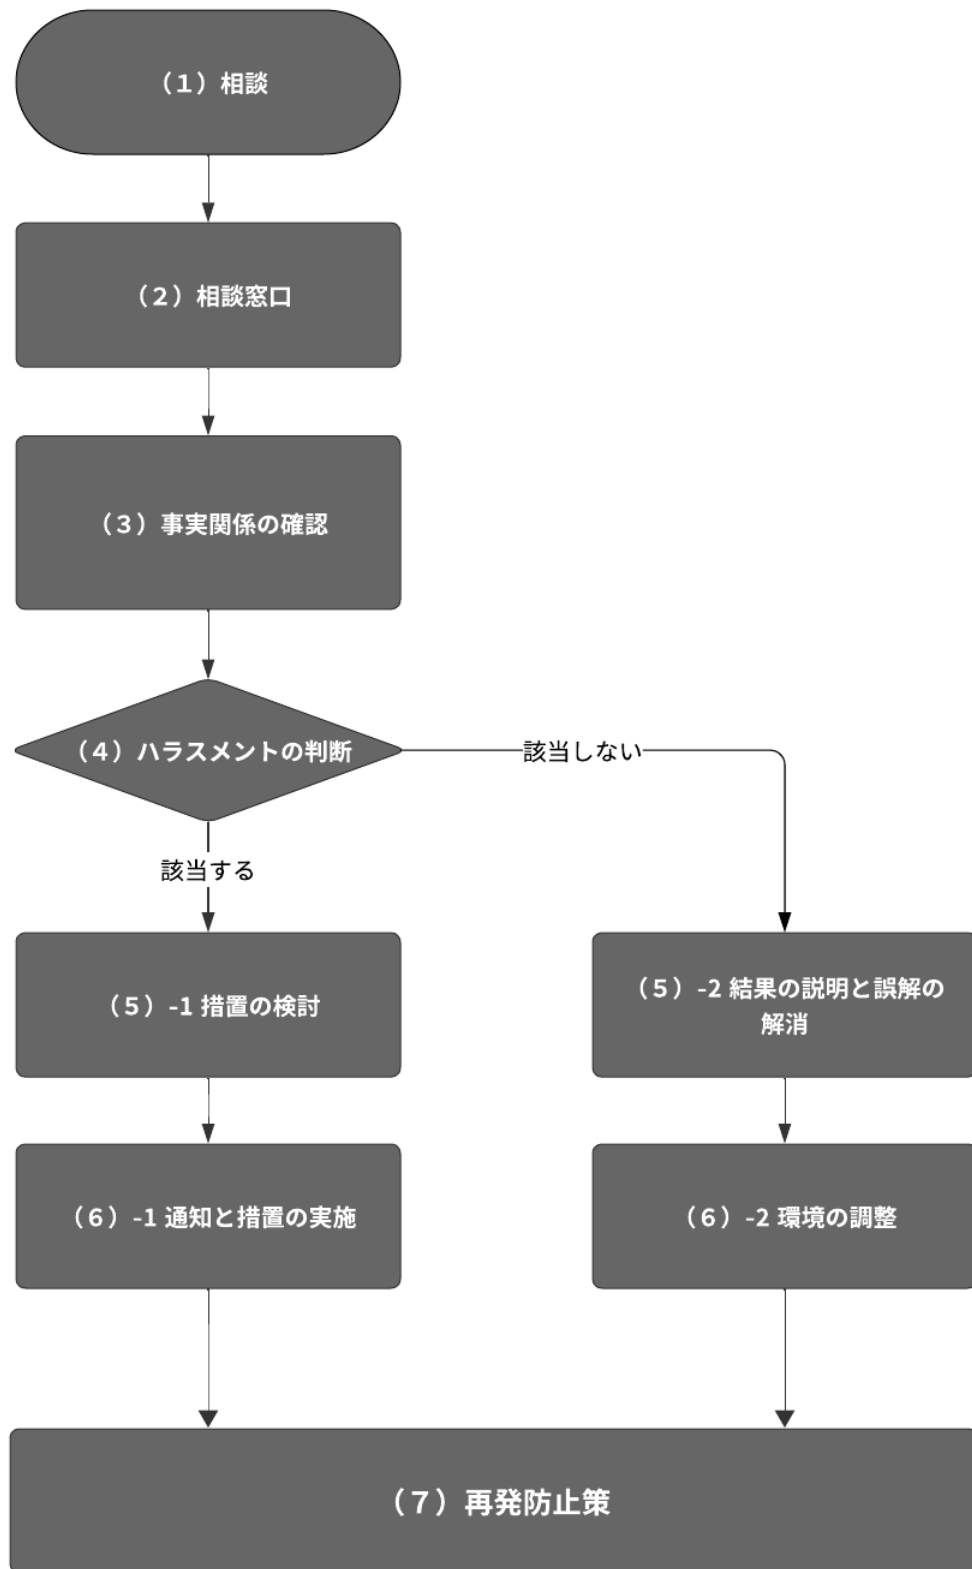 （１）相談
（２）相談窓口
（３）事実関係の確認
（４）ハラスメントの判断
該当しない
該当する
（５）-1 措置の検討
（５）-2 結果の説明と誤解の
解消
（６）-1 通知と措置の実施
（６）-2 環境の調整
（７）再発防止策